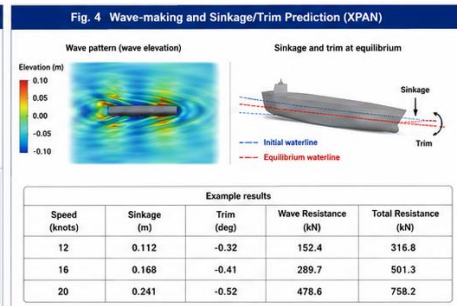 Fig. 4 Wave-making and Sinkage/Trim Prediction (XPAN)
Wave pattern (wave elevation)
Elevation (m)
0.10
0.05
0.00
-0.05
-0.10
Sinkage and trim at equilibrium
Sinkage
Trim
Initial waterline
Equilibrium waterline
Example results
Speed (knots) Sinkage (m) Trim (deg) Wave Resistance (kN) Total Resistance (kN)
12 0.112 -0.32 152.4 316.8
16 0.168 -0.41 289.7 501.3
20 0.241 -0.52 478.6 758.2